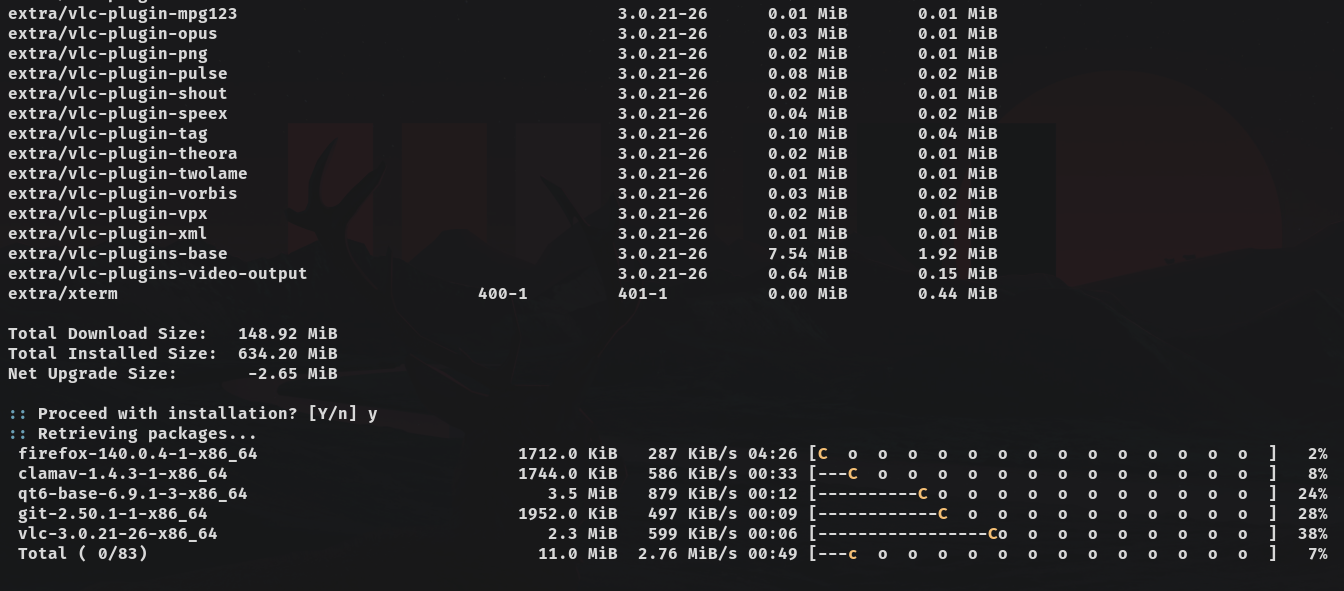 extra/vlc-plugin-mpg123 3.0.21-26 0.01 MiB 0.01 MiB
extra/vlc-plugin-opus 3.0.21-26 0.03 MiB 0.01 MiB
extra/vlc-plugin-png 3.0.21-26 0.02 MiB 0.01 MiB
extra/vlc-plugin-pulse 3.0.21-26 0.08 MiB 0.02 MiB
extra/vlc-plugin-shout 3.0.21-26 0.02 MiB 0.01 MiB
extra/vlc-plugin-speex 3.0.21-26 0.04 MiB 0.02 MiB
extra/vlc-plugin-tag 3.0.21-26 0.10 MiB 0.04 MiB
extra/vlc-plugin-theora 3.0.21-26 0.02 MiB 0.01 MiB
extra/vlc-plugin-twolame 3.0.21-26 0.01 MiB 0.01 MiB
extra/vlc-plugin-vorbis 3.0.21-26 0.03 MiB 0.02 MiB
extra/vlc-plugin-vpx 3.0.21-26 0.02 MiB 0.01 MiB
extra/vlc-plugin-xml 3.0.21-26 0.01 MiB 0.01 MiB
extra/vlc-plugins-base 3.0.21-26 7.54 MiB 1.92 MiB
extra/vlc-plugins-video-output 3.0.21-26 0.64 MiB 0.15 MiB
extra/xterm 400-1 401-1 0.00 MiB 0.44 MiB
Total Download Size: 148.92 MiB
Total Installed Size: 634.20 MiB
Net Upgrade Size: -2.65 MiB
:: Proceed with installation? [Y/n] y
:: Retrieving packages...
firefox-140.0.4-1-x86_64 1712.0 KiB 287 KiB/s 04:26 [C o o o o o o o o o o o o o o ] 2%
clamav-1.4.3-1-x86_64 1744.0 KiB 586 KiB/s 00:33 [---C o o o o o o o o o o o o o ] 8%
qt6-base-6.9.1-3-x86_64 3.5 MiB 879 KiB/s 00:12 [----------C o o o o o o o o o o o ] 24%
git-2.50.1-1-x86_64 1952.0 KiB 497 KiB/s 00:09 [------------C o o o o o o o o o o ] 28%
vlc-3.0.21-26-x86_64 2.3 MiB 599 KiB/s 00:06 [-----------------Co o o o o o o o o ] 38%
Total ( 0/83) 11.0 MiB 2.76 MiB/s 00:49 [---c o o o o o o o o o o o o o ] 7%